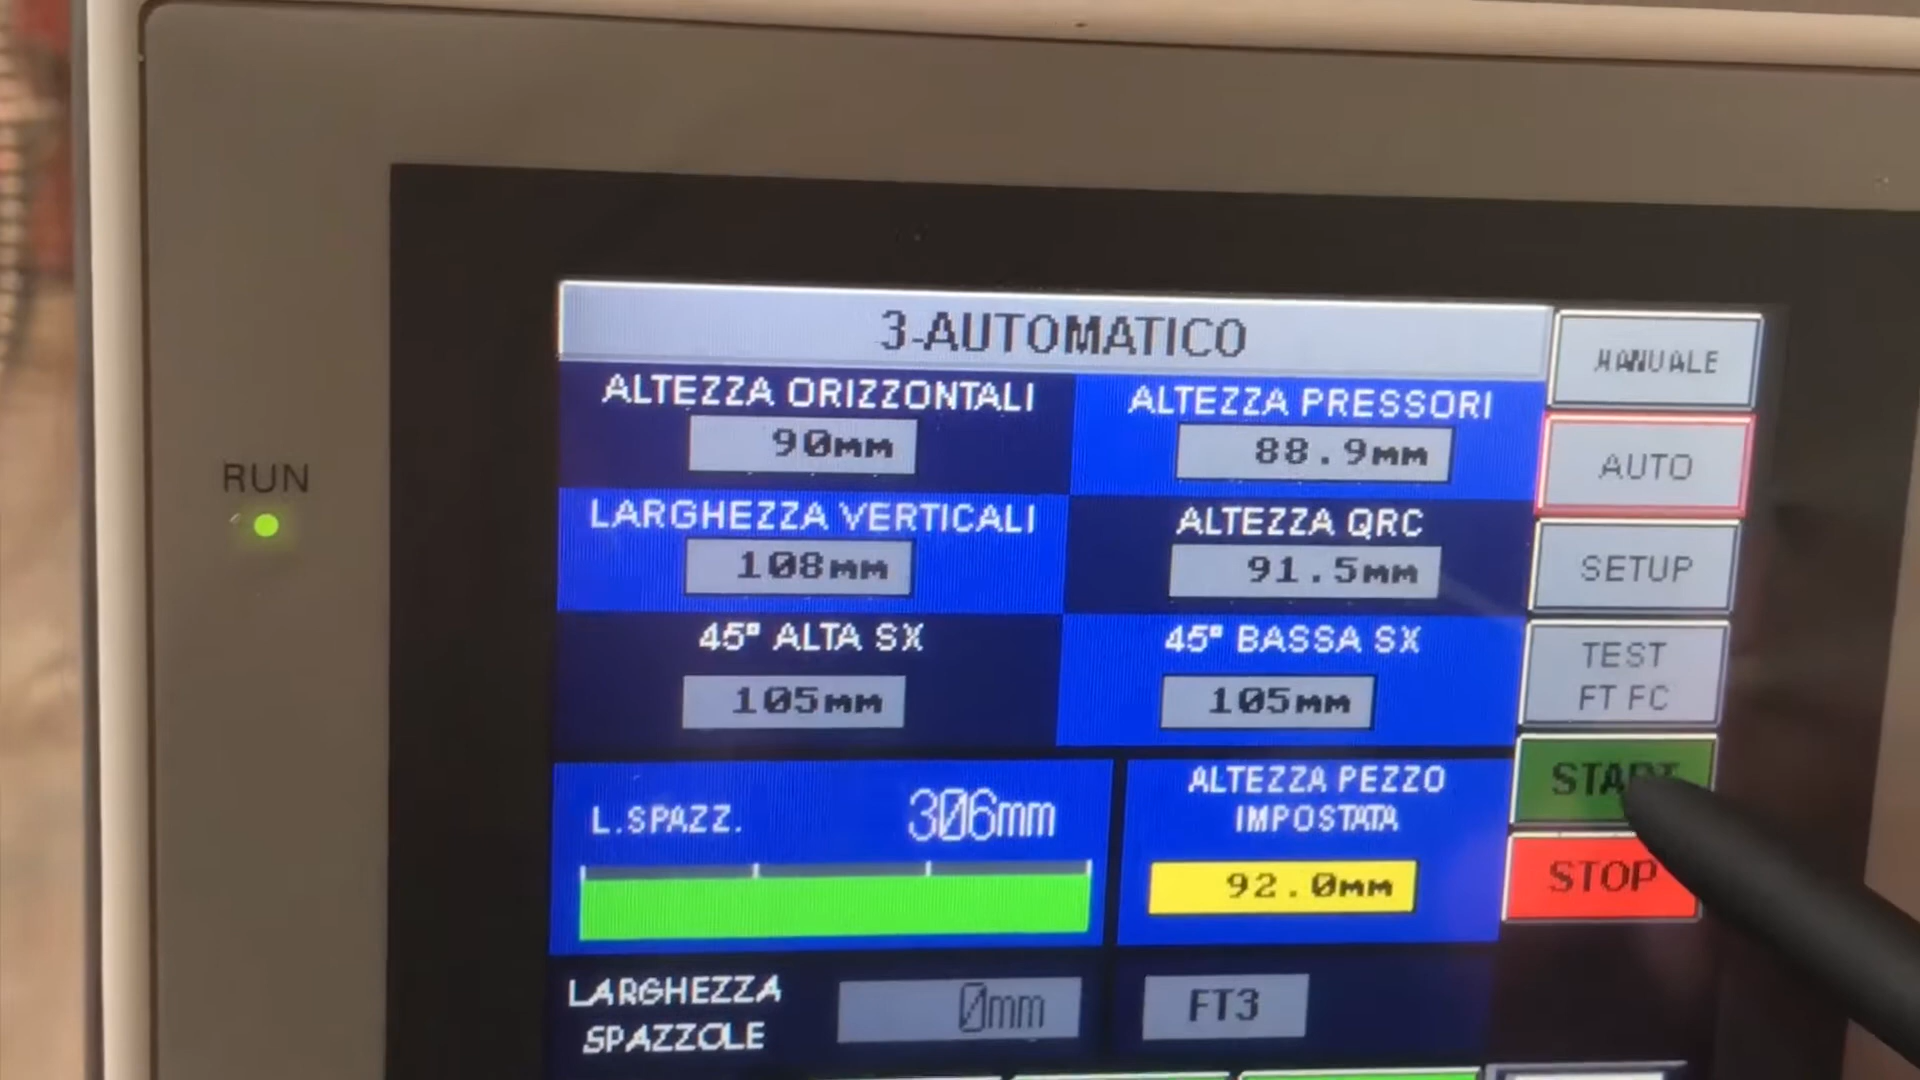 3-AUTOMATICO
MANUALE
ALTEZZA ORIZZONTALI
ALTEZZA PRESSORI
90mm
88.9mm
AUTO
RUN
LARGHEZZA VERTICALI
ALTEZZA QRC
108mm
91.5mm
SETUP
45° ALTA SX
45° BASSA SX
TEST
FT FC
105mm
105mm
START
L.SPAZZ.
306mm
ALTEZZA PEZZO
IMPOSTATA
92.0mm
STOP
LARGHEZZA
SPAZZOLE
0mm
FT3